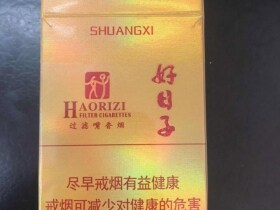 SHUANGXI
好日子
HAORIZI
FILTER CIGARETTES
过滤嘴香烟
尽早戒烟有益健康
戒烟可减少对健康的危害